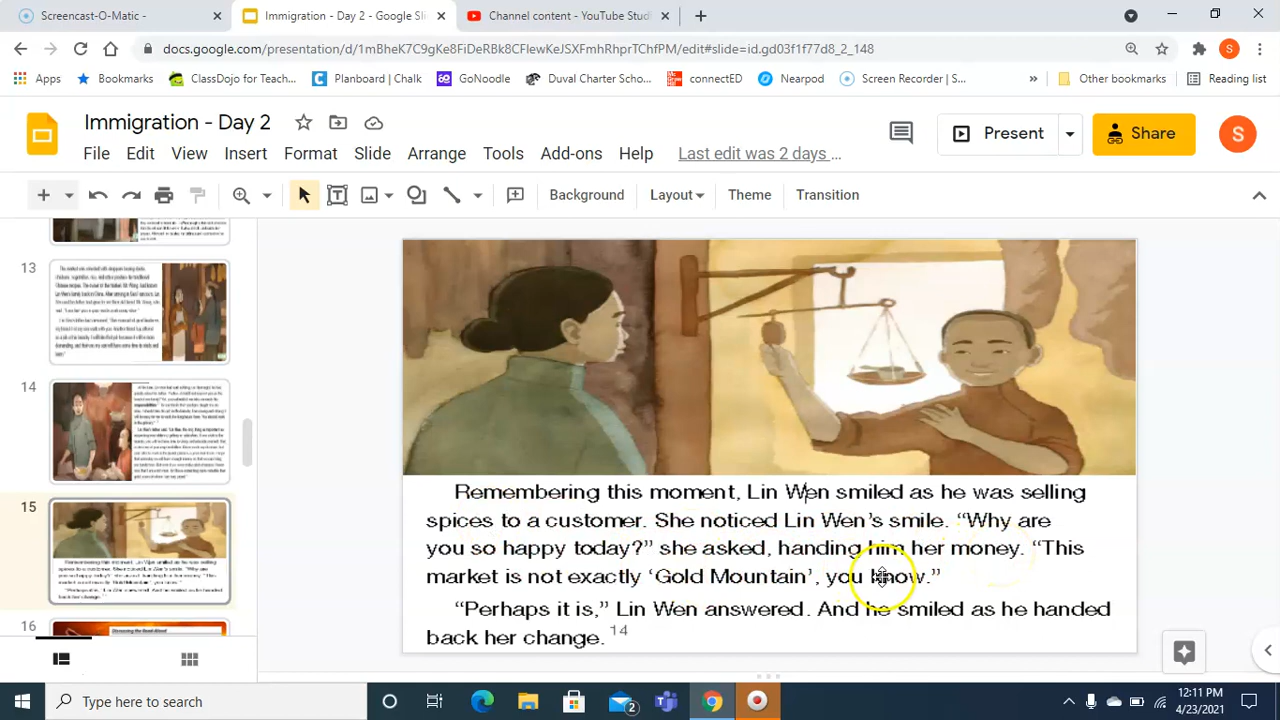 Screencast-O-Matic
Immigration - Day 2 - Google Sli
Channel content - YouTube Stud
docs.google.com/presentation/d/1mBheK7C9gKe8FiDeRBk8CFIewKeJSXFmhRhprTChfPM/edit#slide=id.gd03f1f77d8_2_148
S
Apps
Bookmarks
ClassDojo for Teach...
Planboard | Chalk
GoNoodle
Duval Charter Scho...
connectED
Nearpod
Screen Recorder | S...
Other bookmarks
Reading list
Immigration - Day 2
Present
Share
S
File Edit View Insert Format Slide Arrange Tools Add-ons Help Last edit was 2 days ...
Background Layout Theme Transition
13
14
15
16
Remembering this moment, Lin Wen smiled as he was selling
spices to a customer. She noticed Lin Wen's smile. "Why are
you so happy today?" she asked, handing him her money. "This
market is not really Gold Mountain, you know."
"Perhaps it is," Lin Wen answered. And he smiled as he handed
back her change. 14
Type here to search
2
12:11 PM
4/23/2021